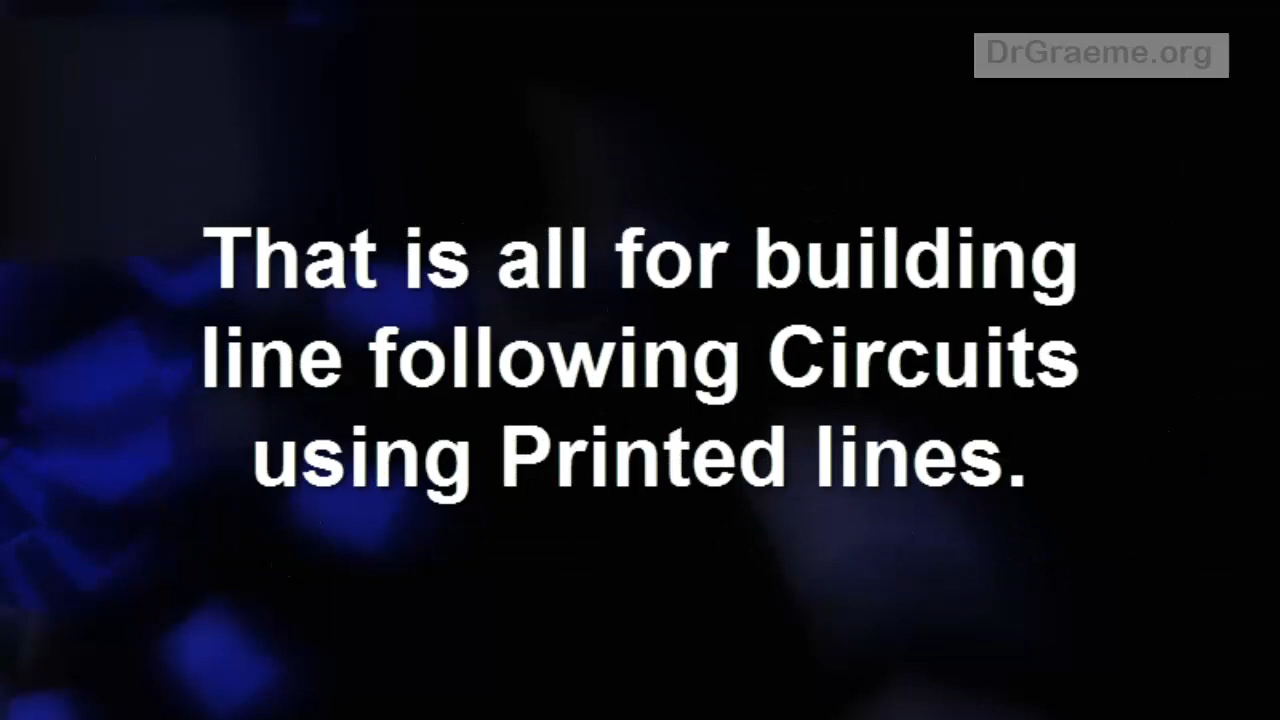 DrGraeme.org
That is all for building
line following Circuits
using Printed lines.